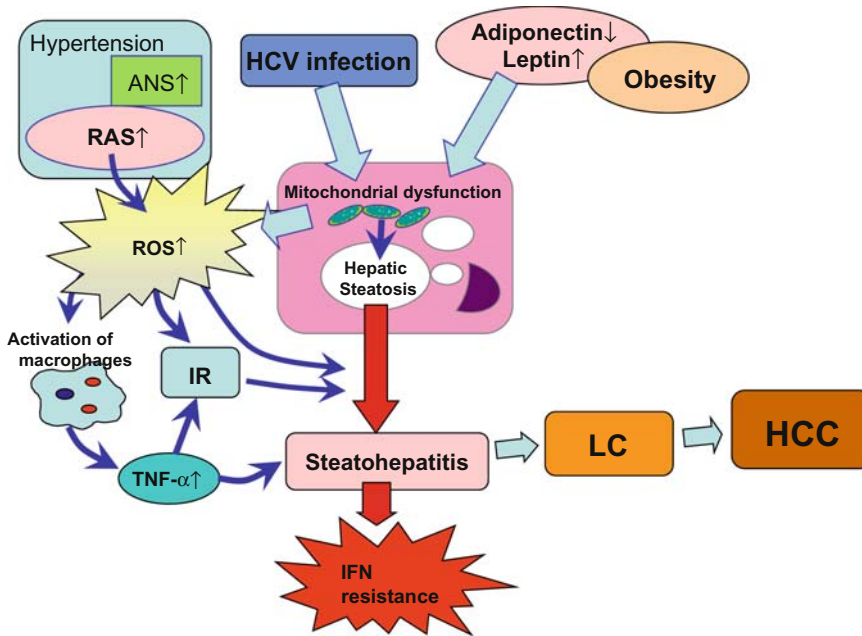 Hypertension
ANS↑
RAS↑
HCV infection
Adiponectin↓
Leptin↑
Obesity
Mitochondrial dysfunction
ROS↑
Hepatic
Steatosis
Activation of
macrophages
IR
TNF-α↑
Steatohepatitis
LC
HCC
IFN
resistance